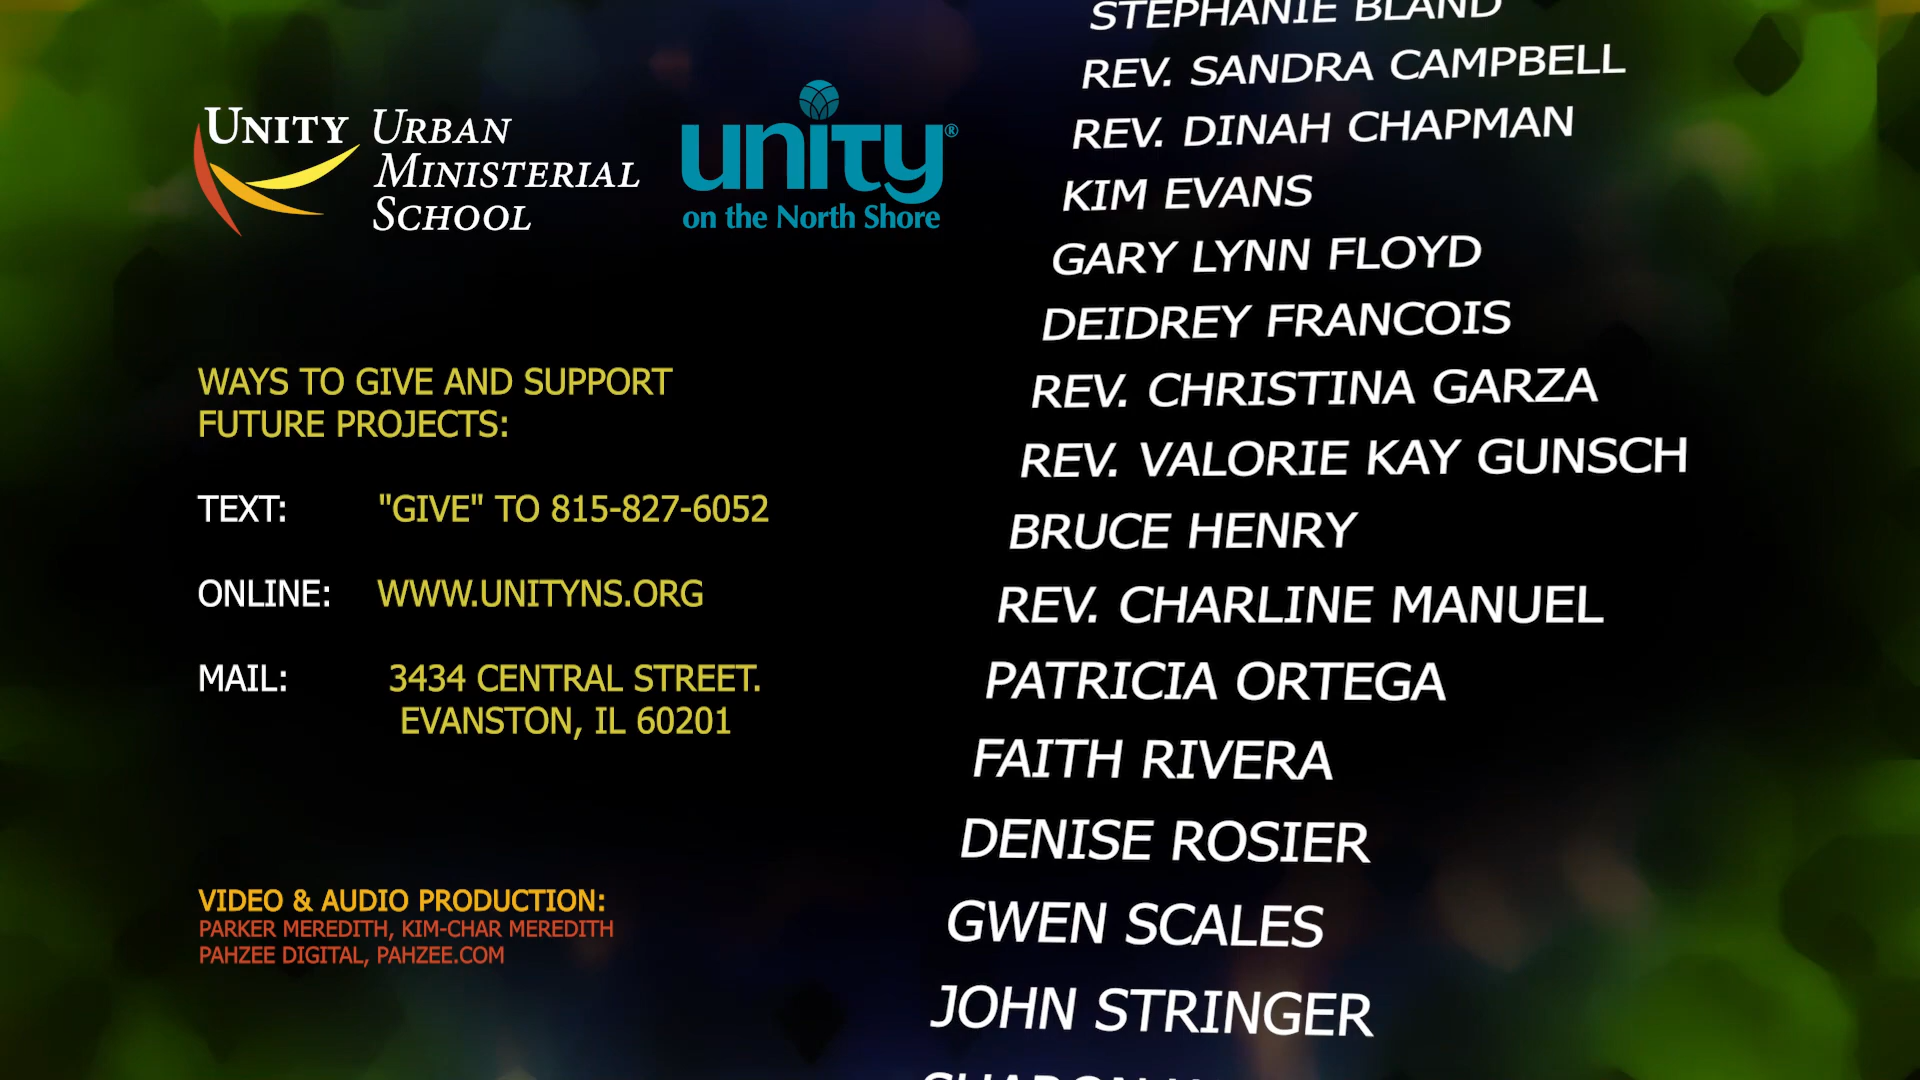 UNITY URBAN
MINISTERIAL
SCHOOL
unity®
on the North Shore
WAYS TO GIVE AND SUPPORT
FUTURE PROJECTS:
TEXT: "GIVE" TO 815-827-6052
ONLINE: WWW.UNITYNS.ORG
MAIL: 3434 CENTRAL STREET.
EVANSTON, IL 60201
VIDEO & AUDIO PRODUCTION:
PARKER MEREDITH, KIM-CHAR MEREDITH
PAHZEE DIGITAL, PAHZEE.COM
STEPHANIE BLAND
REV. SANDRA CAMPBELL
REV. DINAH CHAPMAN
KIM EVANS
GARY LYNN FLOYD
DEIDREY FRANCOIS
REV. CHRISTINA GARZA
REV. VALORIE KAY GUNSCH
BRUCE HENRY
REV. CHARLINE MANUEL
PATRICIA ORTEGA
FAITH RIVERA
DENISE ROSIER
GWEN SCALES
JOHN STRINGER
SHARON